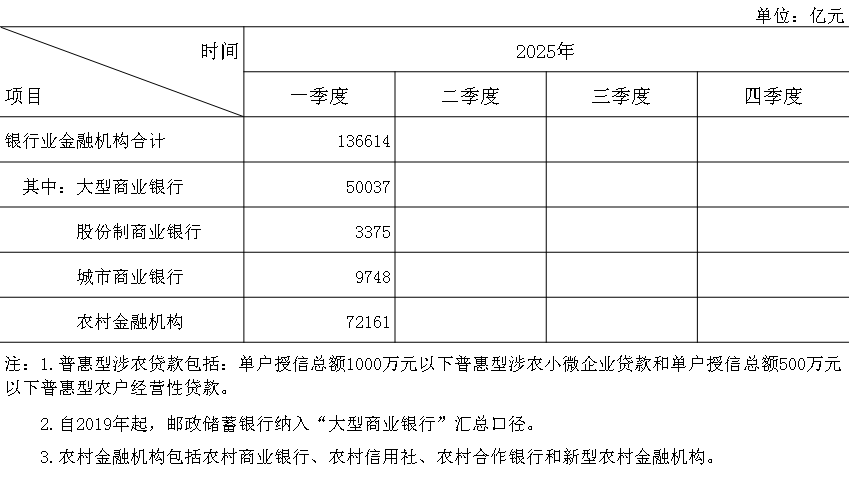 单位：亿元
时间 2025年
项目 一季度 二季度 三季度 四季度
银行业金融机构合计 136614
其中：大型商业银行 50037
股份制商业银行 3375
城市商业银行 9748
农村金融机构 72161
注：1.普惠型涉农贷款包括：单户授信总额1000万元以下普惠型涉农小微企业贷款和单户授信总额500万元
以下普惠型农户经营性贷款。
2.自2019年起，邮政储蓄银行纳入“大型商业银行”汇总口径。
3.农村金融机构包括农村商业银行、农村信用社、农村合作银行和新型农村金融机构。